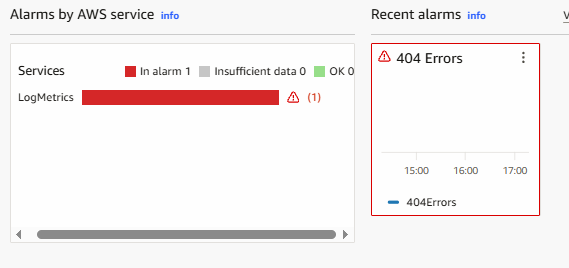 Alarms by AWS service info
Recent alarms info
Services
In alarm 1 Insufficient data 0 OK 0
LogMetrics (1)
404 Errors
15:00 16:00 17:00
404Errors